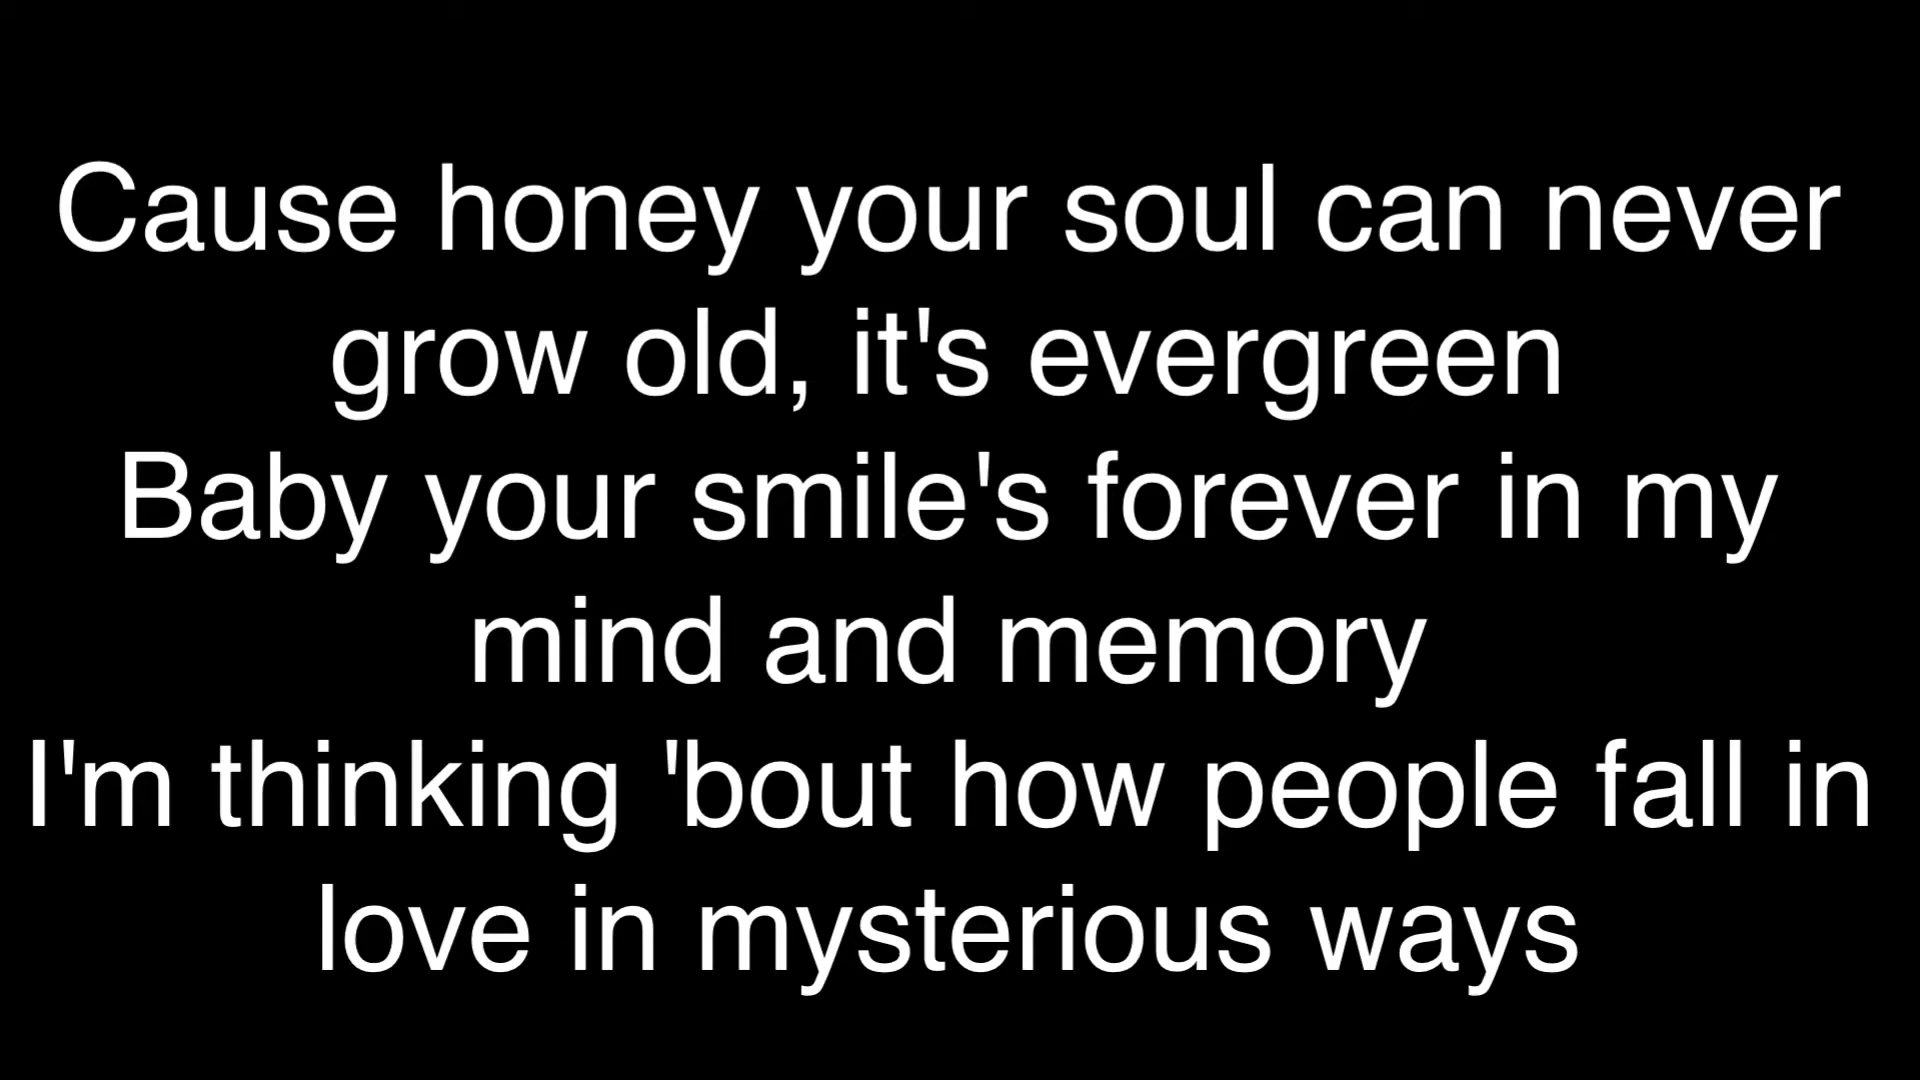 Cause honey your soul can never
grow old, it's evergreen
Baby your smile's forever in my
mind and memory
I'm thinking 'bout how people fall in
love in mysterious ways